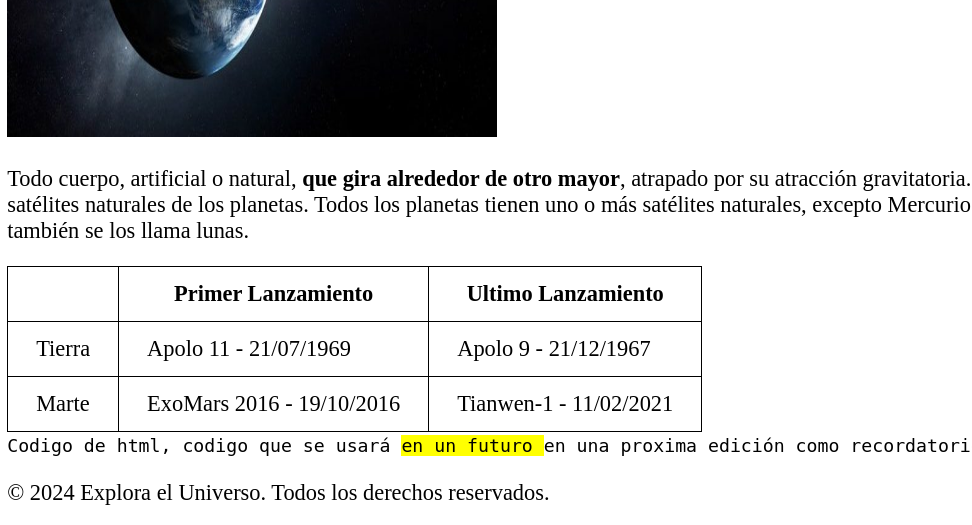 Todo cuerpo, artificial o natural, que gira alrededor de otro mayor, atrapado por su atracción gravitatoria.
satélites naturales de los planetas. Todos los planetas tienen uno o más satélites naturales, excepto Mercurio
también se los llama lunas.
Primer Lanzamiento Ultimo Lanzamiento
Tierra Apolo 11 - 21/07/1969 Apolo 9 - 21/12/1967
Marte ExoMars 2016 - 19/10/2016 Tianwen-1 - 11/02/2021
Codigo de html, codigo que se usará en un futuro en una proxima edición como recordatori
© 2024 Explora el Universo. Todos los derechos reservados.